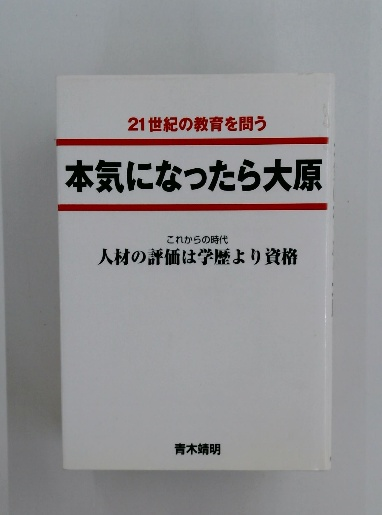 21世紀の教育を問う
本気になったら大原
これからの時代
人材の評価は学歴より資格
青木靖明